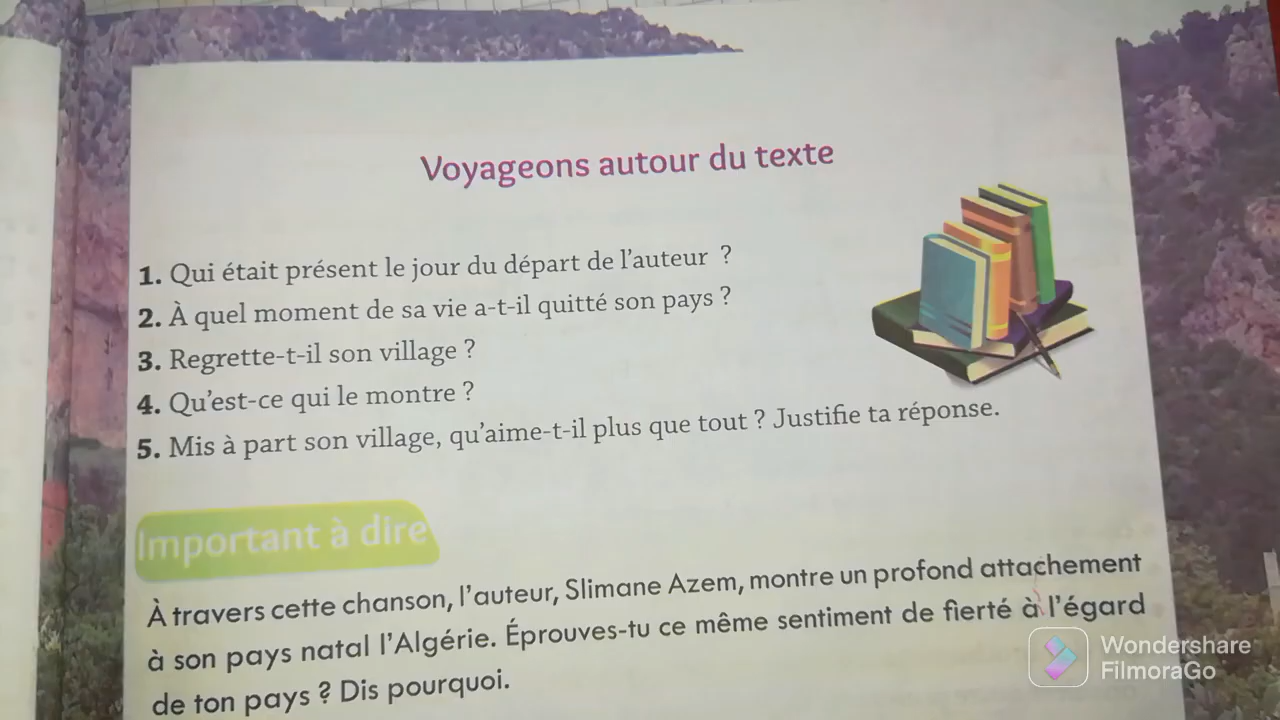 Voyageons autour du texte
1. Qui était présent le jour du départ de l'auteur ?
2. À quel moment de sa vie a-t-il quitté son pays ?
3. Regrette-t-il son village ?
4. Qu'est-ce qui le montre ?
5. Mis à part son village, qu'aime-t-il plus que tout ? Justifie ta réponse.
Important à dire
À travers cette chanson, l'auteur, Slimane Azem, montre un profond attachement
à son pays natal l'Algérie. Éprouves-tu ce même sentiment de fierté à l'égard
de ton pays ? Dis pourquoi.
Wondershare
FilmoraGo